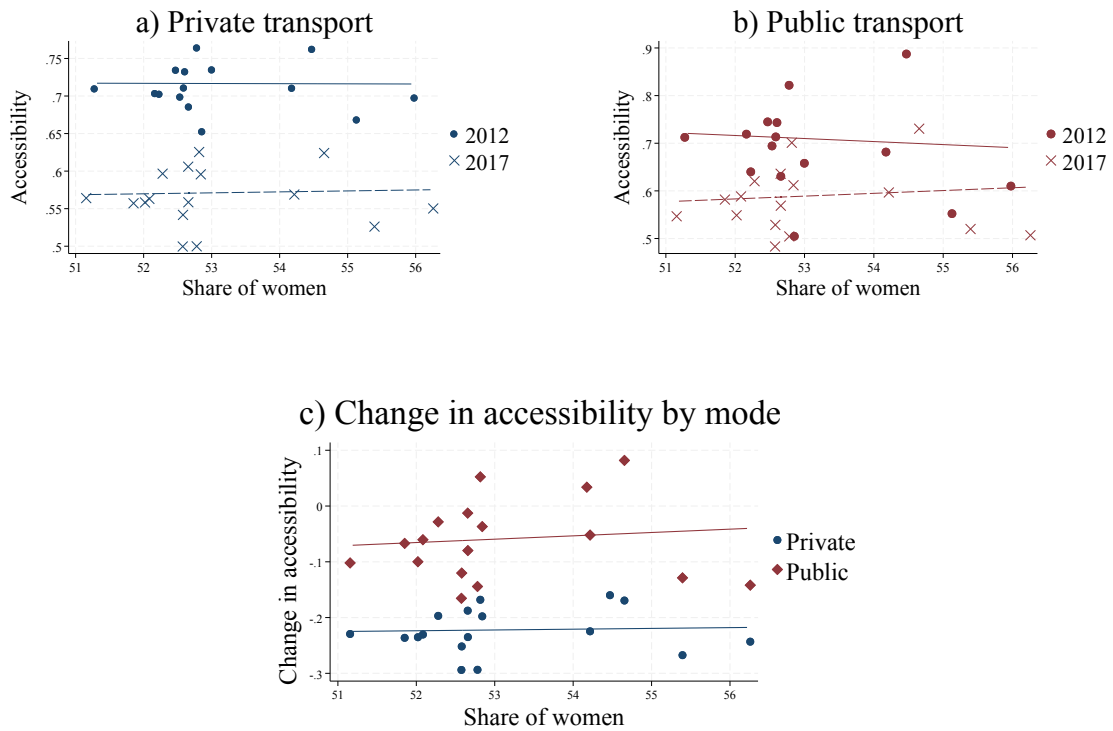 a) Private transport
.75
.7
.65
.6
.55
.5
Accessibility
51 52 53 54 55 56
Share of women
2012
2017
b) Public transport
.9
.8
.7
.6
.5
Accessibility
51 52 53 54 55 56
Share of women
2012
2017
c) Change in accessibility by mode
.1
0
-.1
-.2
-.3
Change in accessibility
51 52 53 54 55 56
Share of women
Private
Public